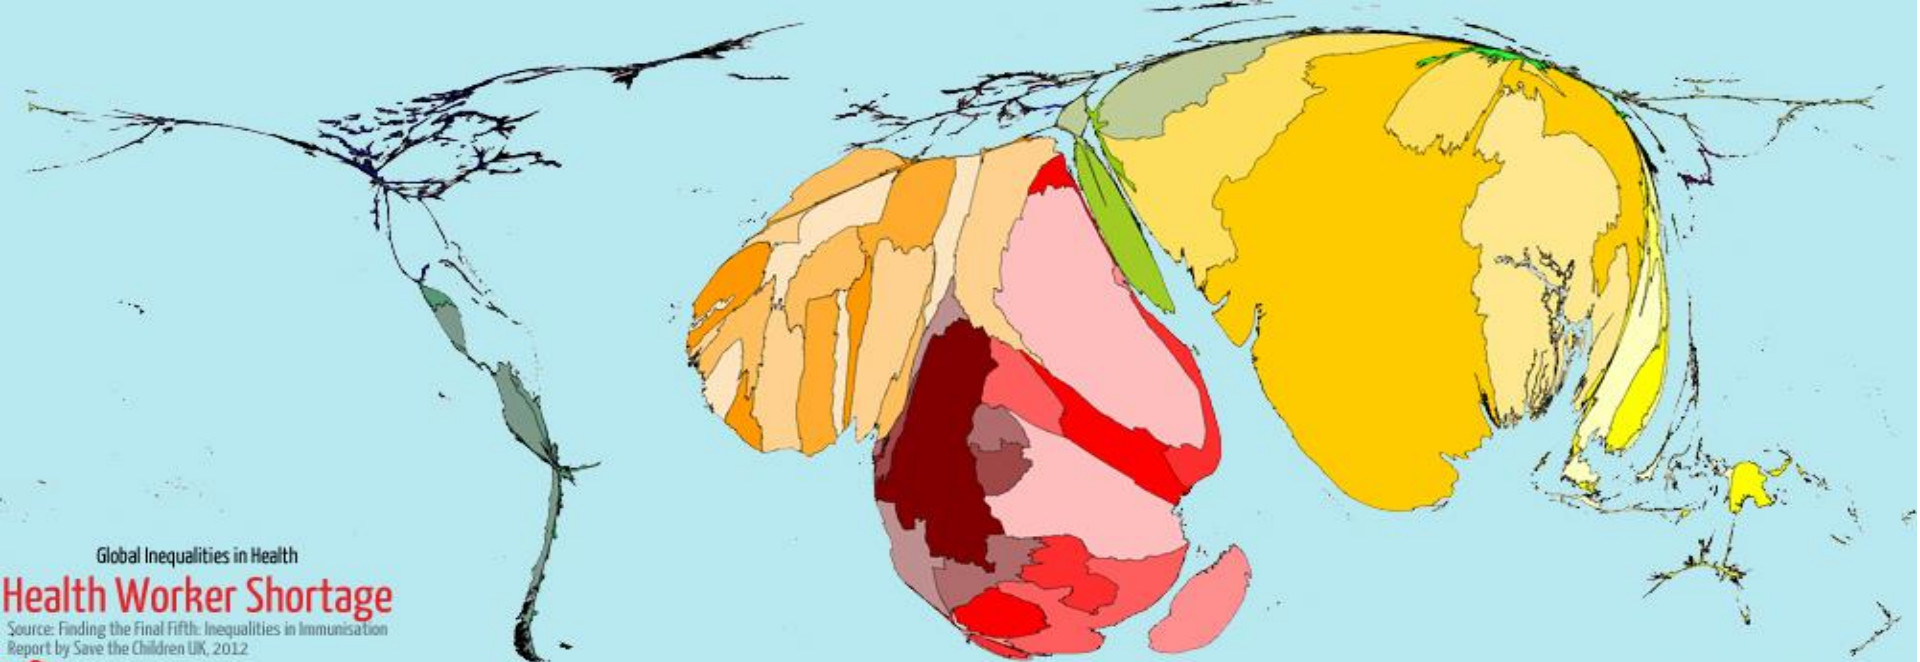 Global Inequalities in Health
Health Worker Shortage
Source: Finding the Final Fifth: Inequalities in Immunisation
Report by Save the Children UK, 2012